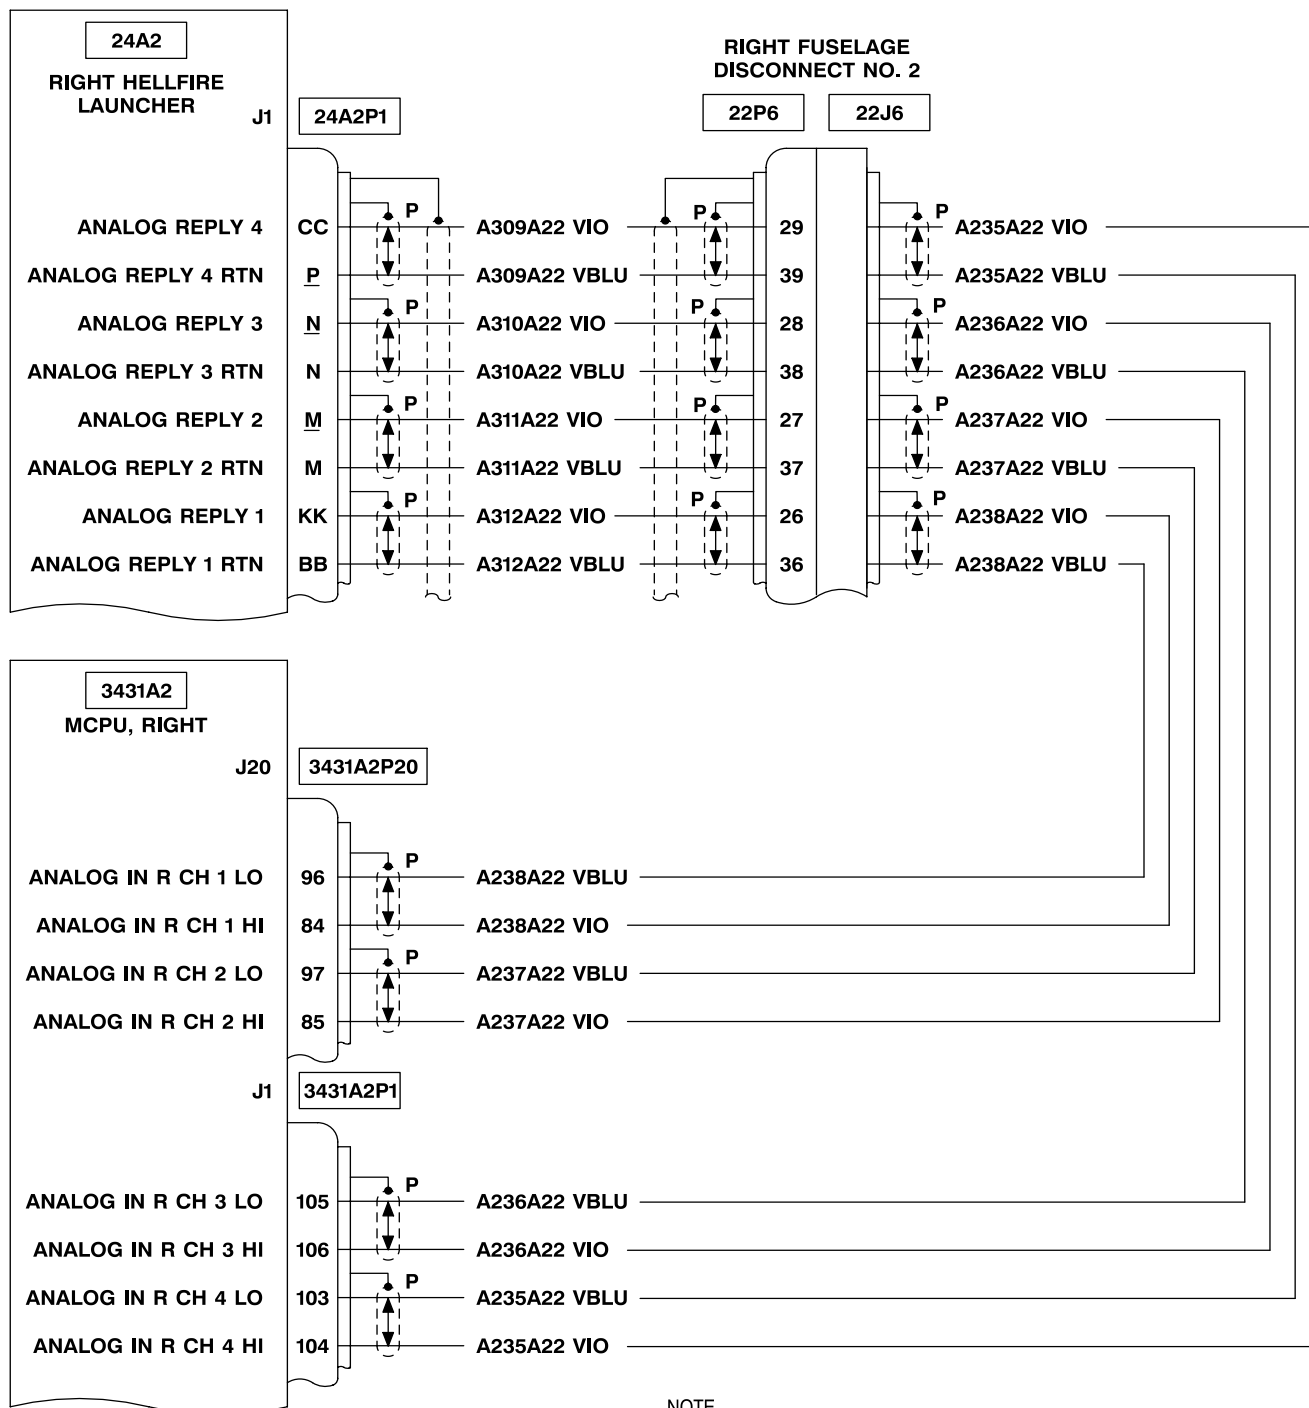 24A2
RIGHT HELLFIRE
LAUNCHER
J1
24A2P1
RIGHT FUSELAGE
DISCONNECT NO. 2
22P6
22J6
ANALOG REPLY 4 CC P A309A22 VIO P 29 P A235A22 VIO
ANALOG REPLY 4 RTN P A309A22 VBLU 39 A235A22 VBLU
ANALOG REPLY 3 N P A310A22 VIO P 28 P A236A22 VIO
ANALOG REPLY 3 RTN N A310A22 VBLU 38 A236A22 VBLU
ANALOG REPLY 2 M P A311A22 VIO P 27 P A237A22 VIO
ANALOG REPLY 2 RTN M A311A22 VBLU 37 A237A22 VBLU
ANALOG REPLY 1 KK P A312A22 VIO P 26 P A238A22 VIO
ANALOG REPLY 1 RTN BB A312A22 VBLU 36 A238A22 VBLU
3431A2
MCPU, RIGHT
J20
3431A2P20
ANALOG IN R CH 1 LO 96 P A238A22 VBLU
ANALOG IN R CH 1 HI 84 A238A22 VIO
ANALOG IN R CH 2 LO 97 P A237A22 VBLU
ANALOG IN R CH 2 HI 85 A237A22 VIO
J1
3431A2P1
ANALOG IN R CH 3 LO 105 P A236A22 VBLU
ANALOG IN R CH 3 HI 106 A236A22 VIO
ANALOG IN R CH 4 LO 103 P A235A22 VBLU
ANALOG IN R CH 4 HI 104 A235A22 VIO
NOTE